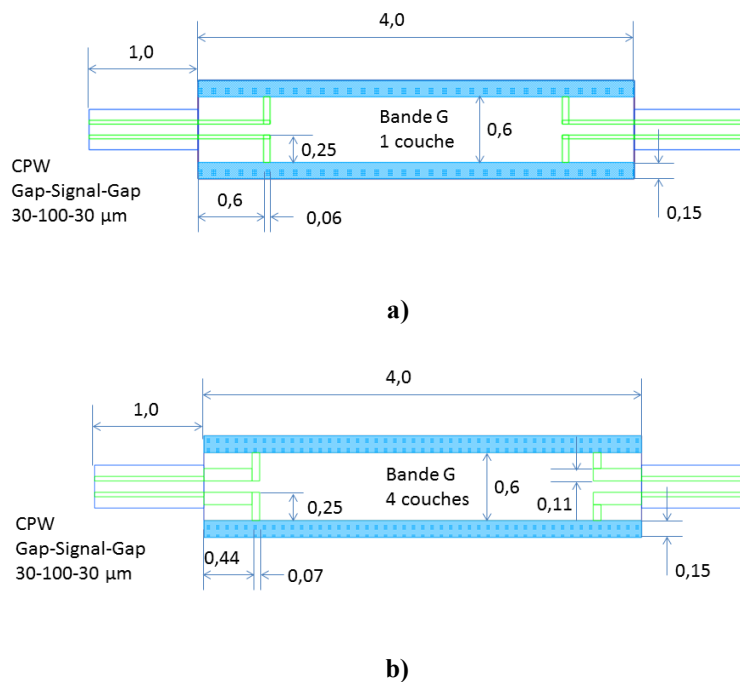 4,0
1,0
Bande G
1 couche
0,6
0,25
CPW
Gap-Signal-Gap
30-100-30 µm
0,6
0,06
0,15
a)
4,0
1,0
Bande G
4 couches
0,6
0,11
0,25
CPW
Gap-Signal-Gap
30-100-30 µm
0,44
0,07
0,15
b)